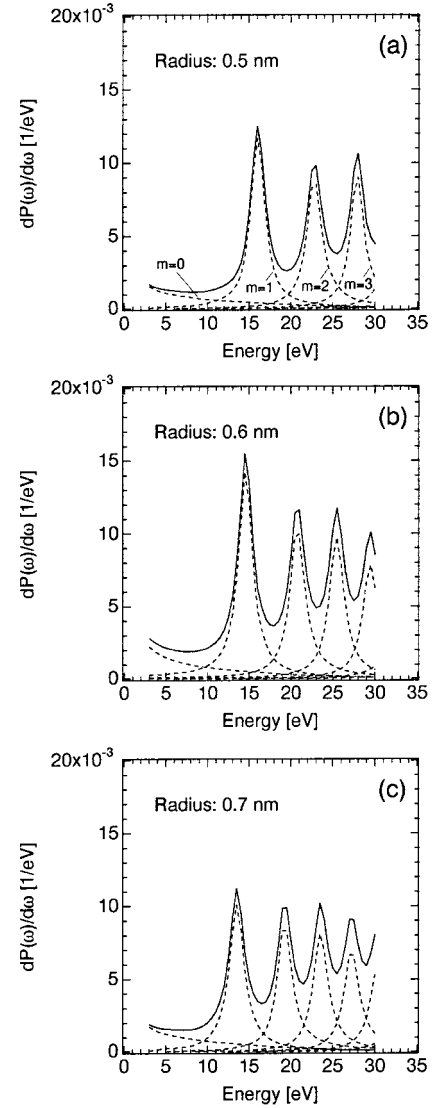 (a)
20x10⁻³
Radius: 0.5 nm
15
10
5
0
dP(ω)/dω [1/eV]
m=0
m=1
m=2
m=3
0 5 10 15 20 25 30 35
Energy [eV]
(b)
20x10⁻³
Radius: 0.6 nm
15
10
5
0
dP(ω)/dω [1/eV]
0 5 10 15 20 25 30 35
Energy [eV]
(c)
20x10⁻³
Radius: 0.7 nm
15
10
5
0
dP(ω)/dω [1/eV]
0 5 10 15 20 25 30 35
Energy [eV]